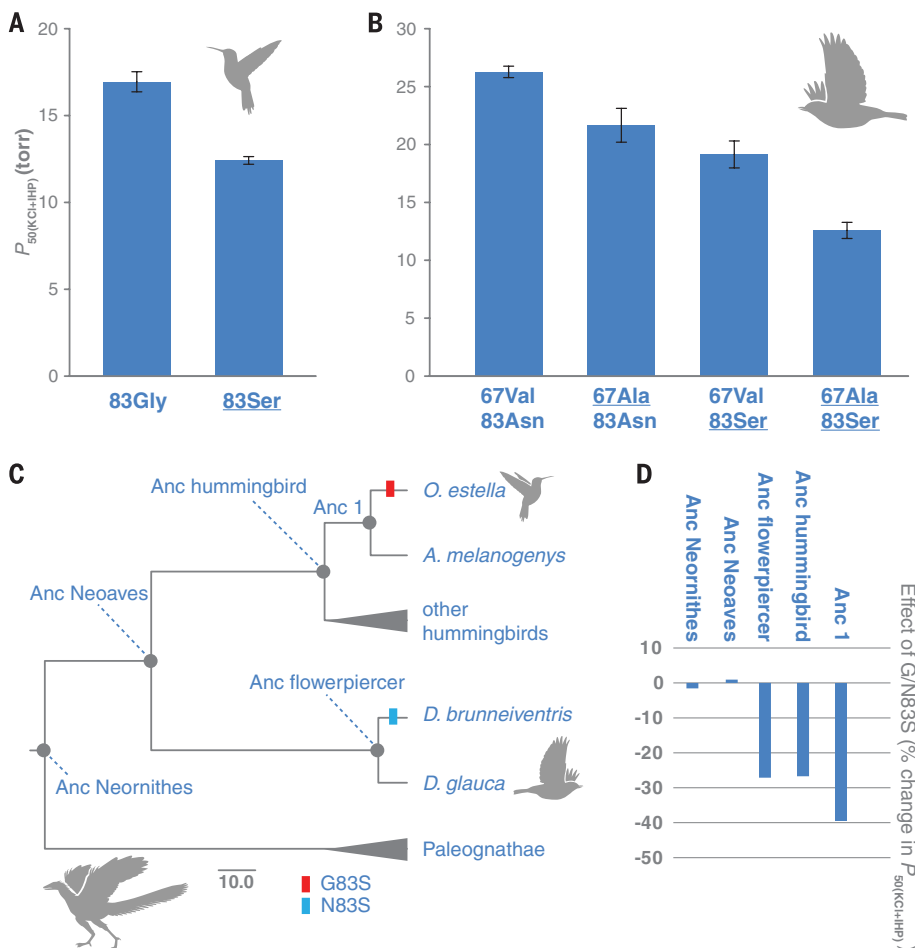 A
20
15
10
5
0
P50(KCl+IHP) (torr)
83Gly
83Ser
B
30
25
20
15
10
5
0
67Val
83Asn
67Ala
83Asn
67Val
83Ser
67Ala
83Ser
C
Anc hummingbird
Anc 1
O. estella
A. melanogenys
Anc Neoaves
other
hummingbirds
Anc flowerpiercer
D. brunneiventris
D. glauca
Anc Neornithes
Paleognathae
10.0
G83S
N83S
D
Anc Neornithes
Anc Neoaves
Anc flowerpiercer
Anc hummingbird
Anc 1
10
0
-10
-20
-30
-40
-50
Effect of G/N83S (% change in P50(KCl+IHP)